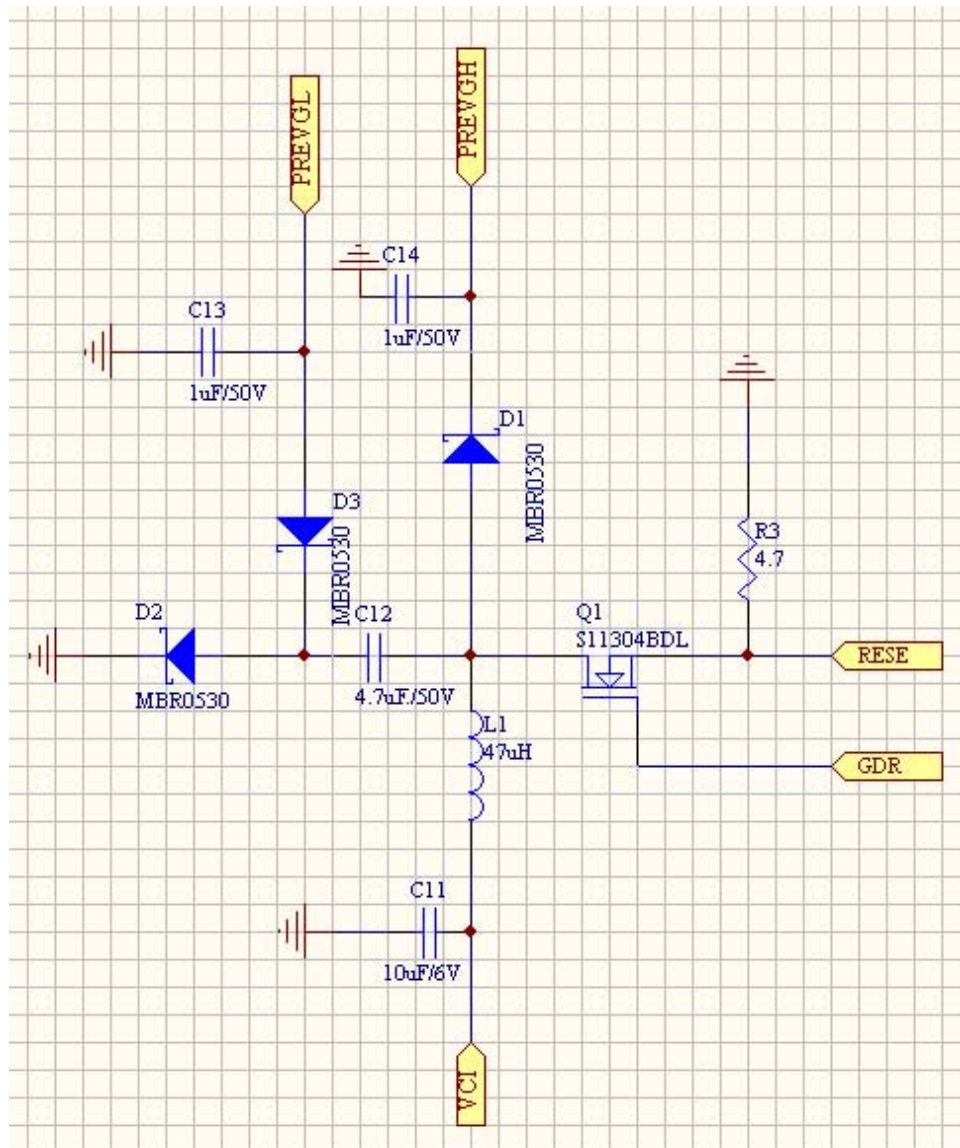 PREVGL
PREVGH
C14
1uF/50V
C13
1uF/50V
D1
MBR0530
D3
MBR0530
R3
4.7
D2
MBR0530
C12
4.7uF/50V
Q1
S11304BDL
RESE
L1
47uH
GDR
C11
10uF/6V
VCI